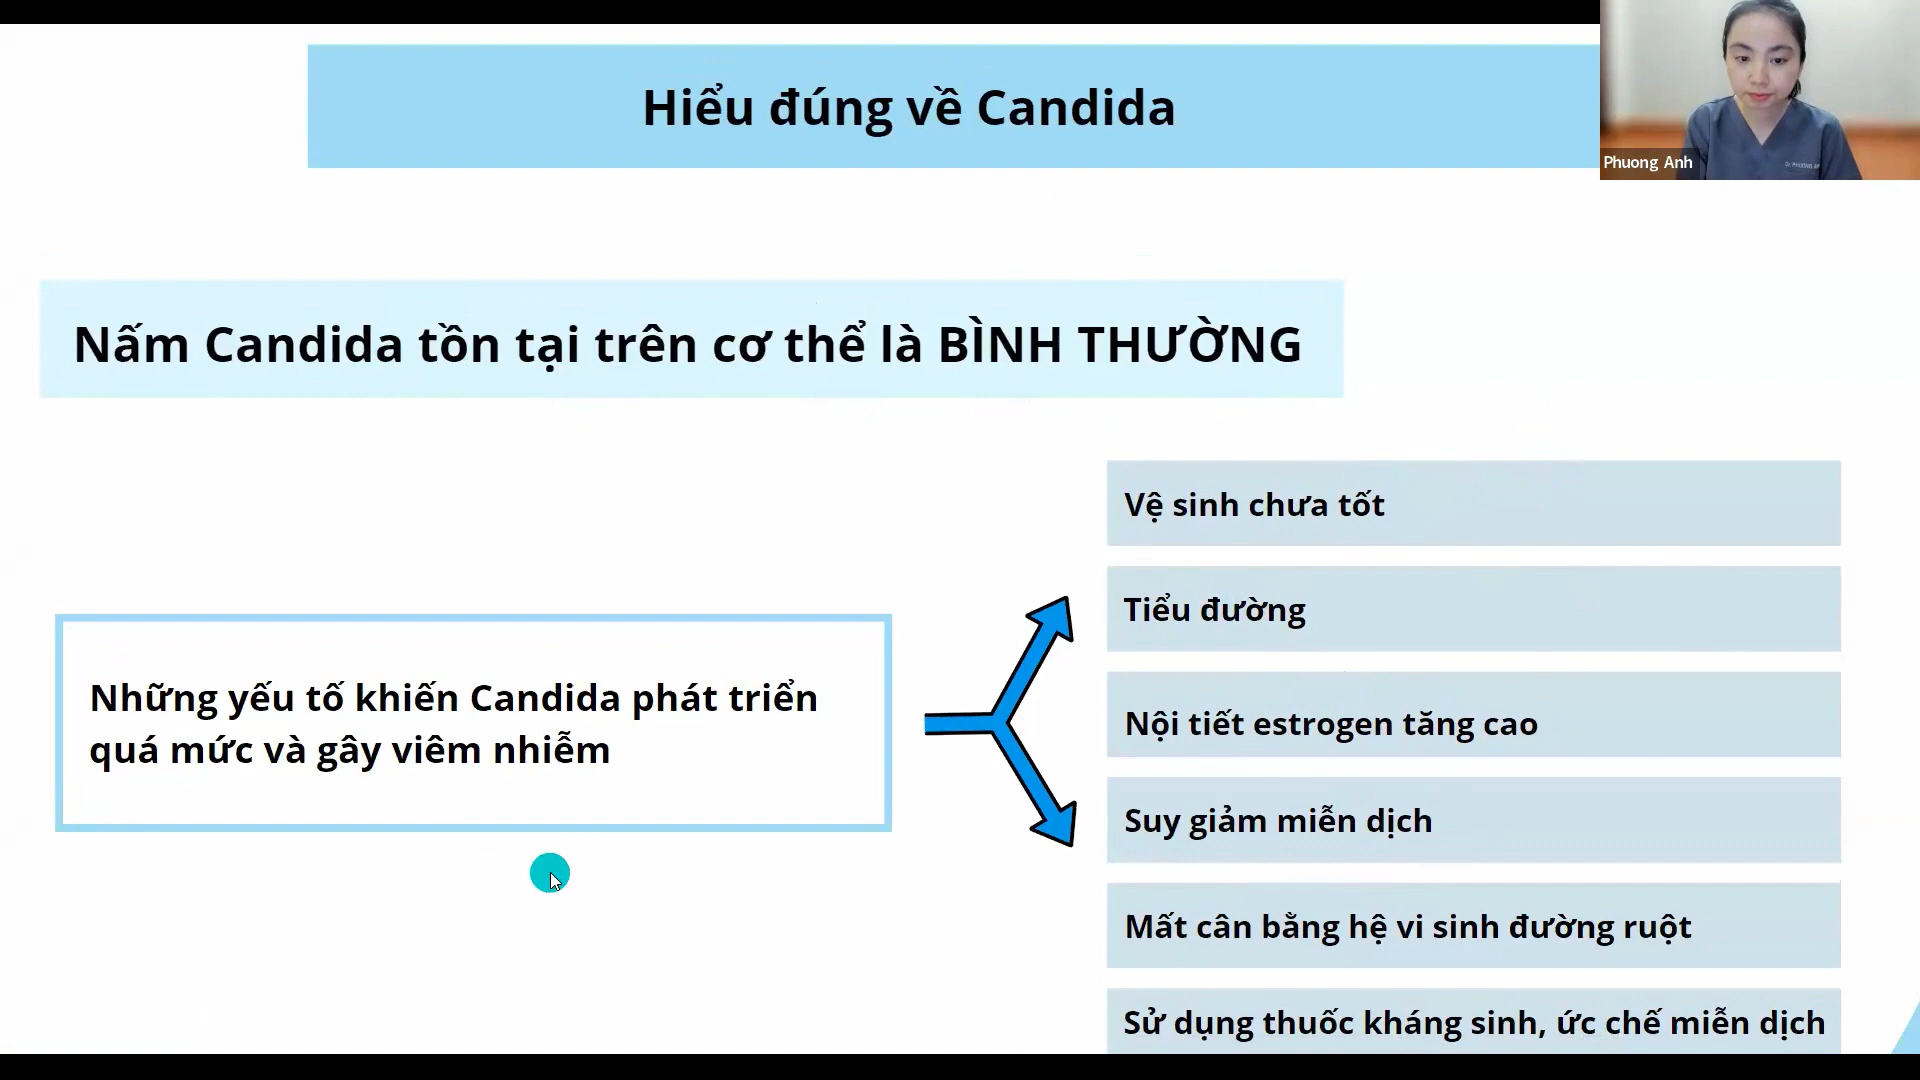 Hiểu đúng về Candida
Phuong Anh
Nấm Candida tồn tại trên cơ thể là BÌNH THƯỜNG
Những yếu tố khiến Candida phát triển
quá mức và gây viêm nhiễm
Vệ sinh chưa tốt
Tiểu đường
Nội tiết estrogen tăng cao
Suy giảm miễn dịch
Mất cân bằng hệ vi sinh đường ruột
Sử dụng thuốc kháng sinh, ức chế miễn dịch